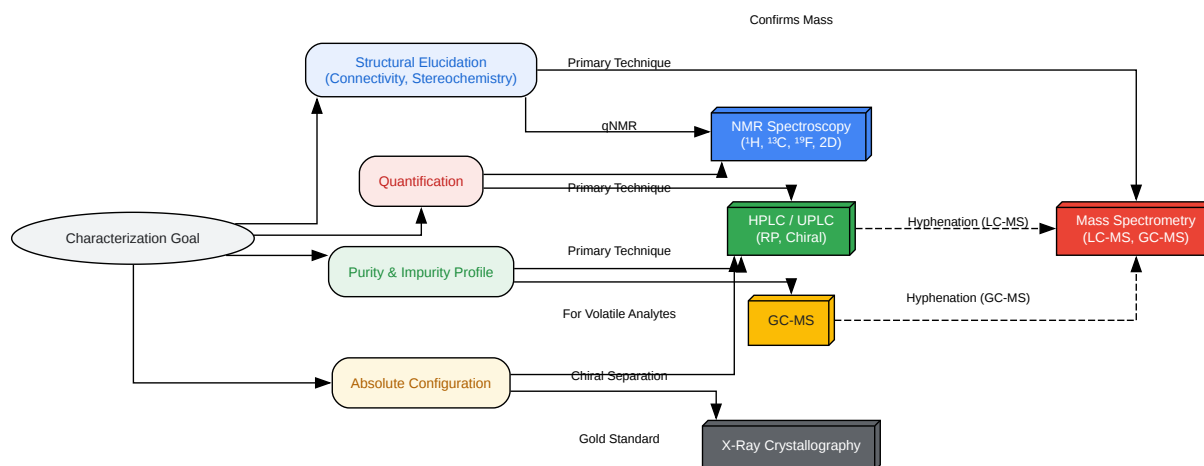 Confirms Mass
Structural Elucidation
(Connectivity, Stereochemistry)
Primary Technique
qNMR
NMR Spectroscopy
(¹H, ¹³C, ¹⁹F, 2D)
Quantification
Primary Technique
HPLC / UPLC
(RP, Chiral)
Hyphenation (LC-MS)
Mass Spectrometry
(LC-MS, GC-MS)
Characterization Goal
Primary Technique
Purity & Impurity Profile
Hyphenation (GC-MS)
For Volatile Analytes
GC-MS
Chiral Separation
Absolute Configuration
Gold Standard
X-Ray Crystallography